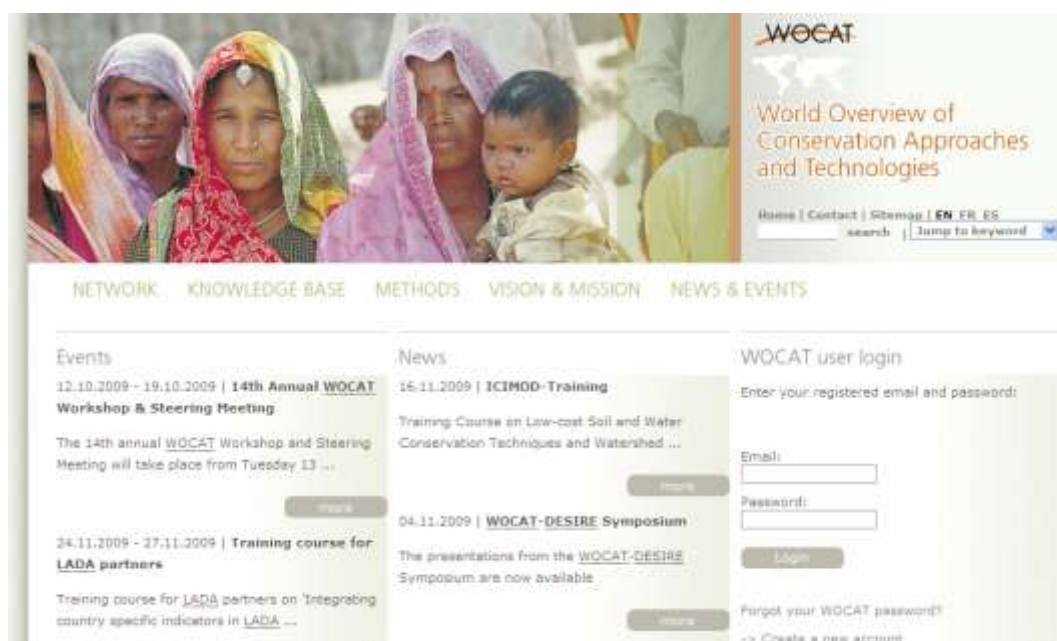 WOCAT
World Overview of
Conservation Approaches
and Technologies
Home | Contact | Sitemap | EN FR ES
search | Jump to keyword
NETWORK KNOWLEDGE BASE METHODS VISION & MISSION NEWS & EVENTS
Events
12.10.2009 - 19.10.2009 | 14th Annual WOCAT
Workshop & Steering Meeting
The 14th annual WOCAT Workshop and Steering
Meeting will take place from Tuesday 13 ...
more
24.11.2009 - 27.11.2009 | Training course for
LADA partners
Training course for LADA partners on 'Integrating
country specific indicators in LADA ...
News
16.11.2009 | ICIMOD-Training
Training Course on Low-cost Soil and Water
Conservation Techniques and Watershed ...
more
04.11.2009 | WOCAT-DESIRE Symposium
The presentations from the WOCAT-DESIRE
Symposium are now available
more
WOCAT user login
Enter your registered email and password:
Email:
Password:
Login
Forgot your WOCAT password?
-> Create a new account